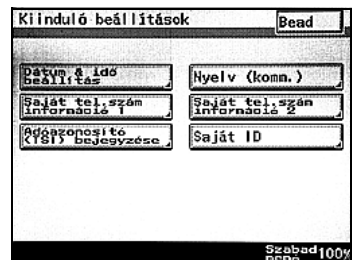 Kiinduló beállítások
Bead
Dátum & idő
beállítás
Nyelv (komm.)
Saját tel.szám
információ 1
Saját tel.szám
információ 2
Adóazonosító
(TSI) bejegyzése
Saját ID
Szabad 100%